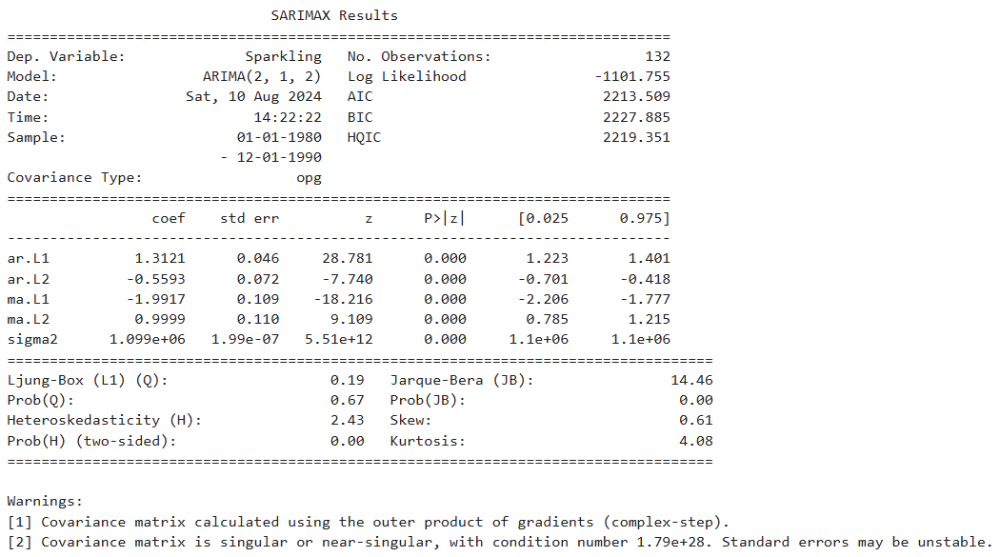 SARIMAX Results
==============================================================================
Dep. Variable:              Sparkling   No. Observations:                  132
Model:                 ARIMA(2, 1, 2)   Log Likelihood               -1101.755
Date:                Sat, 10 Aug 2024   AIC                           2213.509
Time:                        14:22:22   BIC                           2227.885
Sample:                    01-01-1980   HQIC                          2219.351
                         - 12-01-1990
Covariance Type:                  opg
==============================================================================
                 coef    std err          z      P>|z|      [0.025      0.975]
------------------------------------------------------------------------------
ar.L1          1.3121      0.046     28.781      0.000       1.223       1.401
ar.L2         -0.5593      0.072     -7.740      0.000      -0.701      -0.418
ma.L1         -1.9917      0.109    -18.216      0.000      -2.206      -1.777
ma.L2          0.9999      0.110      9.109      0.000       0.785       1.215
sigma2      1.099e+06   1.99e-07   5.51e+12      0.000     1.1e+06     1.1e+06
===================================================================================
Ljung-Box (L1) (Q):                   0.19   Jarque-Bera (JB):                14.46
Prob(Q):                              0.67   Prob(JB):                         0.00
Heteroskedasticity (H):               2.43   Skew:                             0.61
Prob(H) (two-sided):                  0.00   Kurtosis:                         4.08
===================================================================================

Warnings:
[1] Covariance matrix calculated using the outer product of gradients (complex-step).
[2] Covariance matrix is singular or near-singular, with condition number 1.79e+28. Standard errors may be unstable.